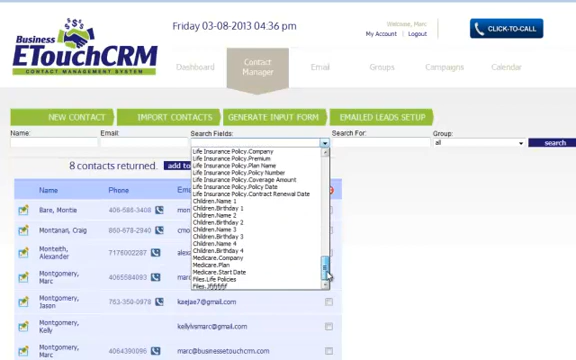 Business
ETouchCRM
CONTACT MANAGEMENT SYSTEM
Friday 03-08-2013 04:36 pm
Welcome, Marc
My Account | Logout
CLICK-TO-CALL
Dashboard
Contact Manager
Email
Groups
Campaigns
Calendar
NEW CONTACT
IMPORT CONTACTS
GENERATE INPUT FORM
EMAILED LEADS SETUP
Name:
Email:
Search Fields:
Search For:
Group:
all
search
8 contacts returned.
add to
Name
Phone
Life Insurance Policy.Company
Life Insurance Policy.Premium
Life Insurance Policy.Plan Name
Life Insurance Policy.Policy Number
Life Insurance Policy.Coverage Amount
Life Insurance Policy.Policy Date
Life Insurance Policy.Contract Renewal Date
Children.Name 1
Children.Birthday 1
Children.Name 2
Children.Birthday 2
Children.Name 3
Children.Birthday 3
Children.Name 4
Children.Birthday 4
Medicare.Company
Medicare.Plan
Medicare.Start Date
Files.Life Policies
Bare, Montie
406-586-3408
Montanari, Craig
860-678-2940
Monteith, Alexander
7176002287
Montgomery, Marc
4065884093
Montgomery, Jason
763-350-0978
kaejae7@gmail.com
Montgomery, Kelly
kellylvsmarc@gmail.com
Montgomery, Marc
4064390096
marc@businessetouchcrm.com